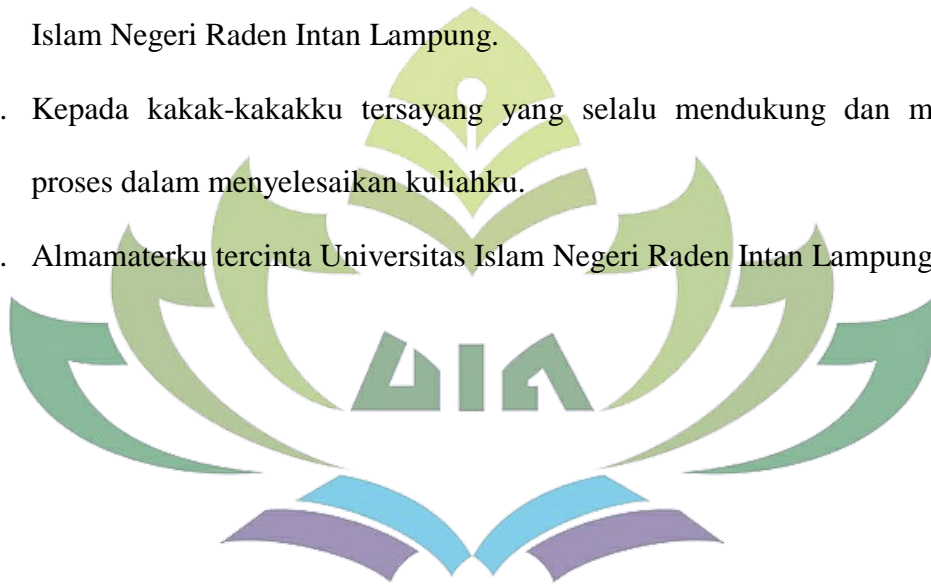 Islam Negeri Raden Intan Lampung.
. Kepada kakak-kakakku tersayang yang selalu mendukung dan m
proses dalam menyelesaikan kuliahku.
. Almamaterku tercinta Universitas Islam Negeri Raden Intan Lampung
UIN